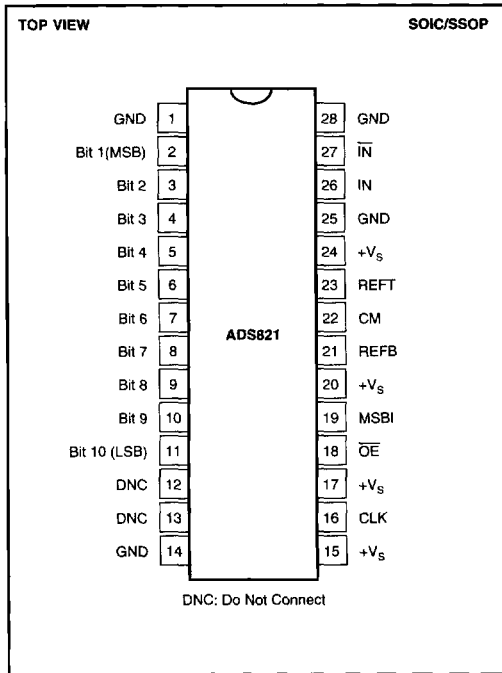 TOP VIEW SOIC/SSOP
GND 1 28 GND
Bit 1(MSB) 2 27 I̅N̅
Bit 2 3 26 IN
Bit 3 4 25 GND
Bit 4 5 24 +VS
Bit 5 6 23 REFT
Bit 6 7 22 CM
ADS821
Bit 7 8 21 REFB
Bit 8 9 20 +VS
Bit 9 10 19 MSBI
Bit 10 (LSB) 11 18 O̅E̅
DNC 12 17 +VS
DNC 13 16 CLK
GND 14 15 +VS
DNC: Do Not Connect